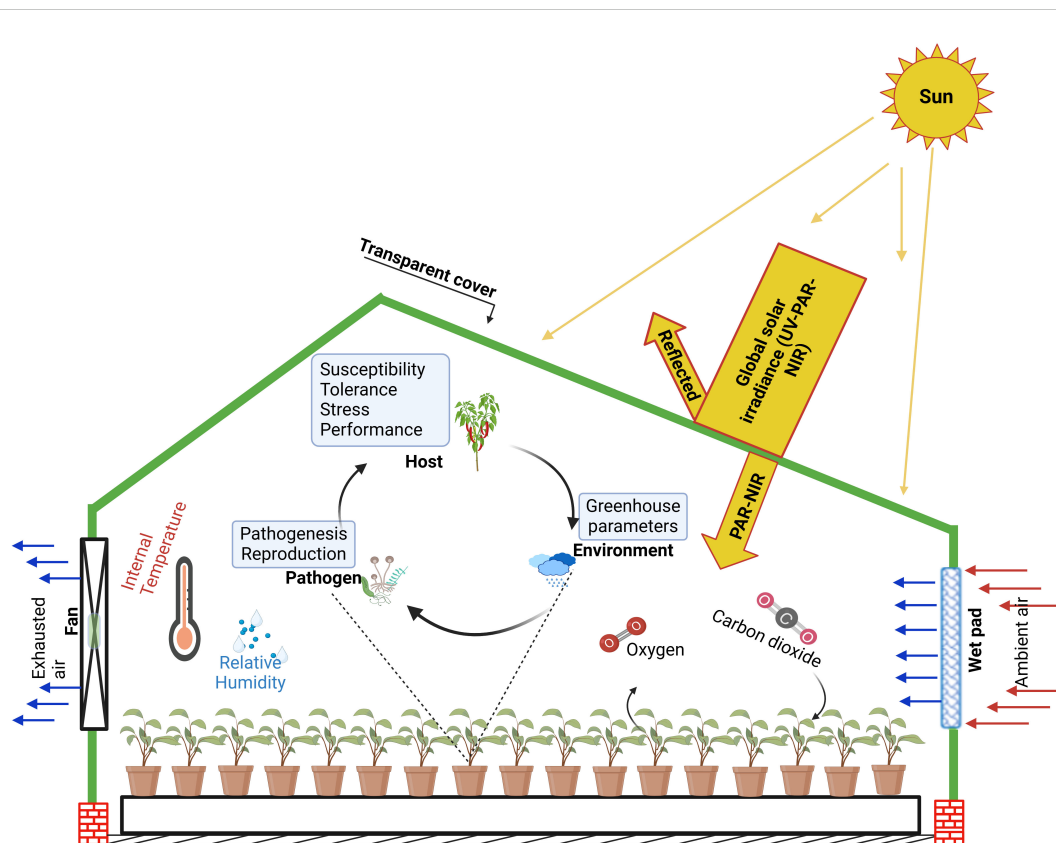 Sun
Transparent cover
Global solar
irradiance (UV-PAR-
NIR)
Reflected
PAR-NIR
Susceptibility
Tolerance
Stress
Performance
Host
Greenhouse
parameters
Environment
Pathogenesis
Reproduction
Pathogen
Internal
Temperature
Relative
Humidity
Exhausted
air
Fan
Oxygen
Carbon dioxide
C
Wet pad
Ambient air